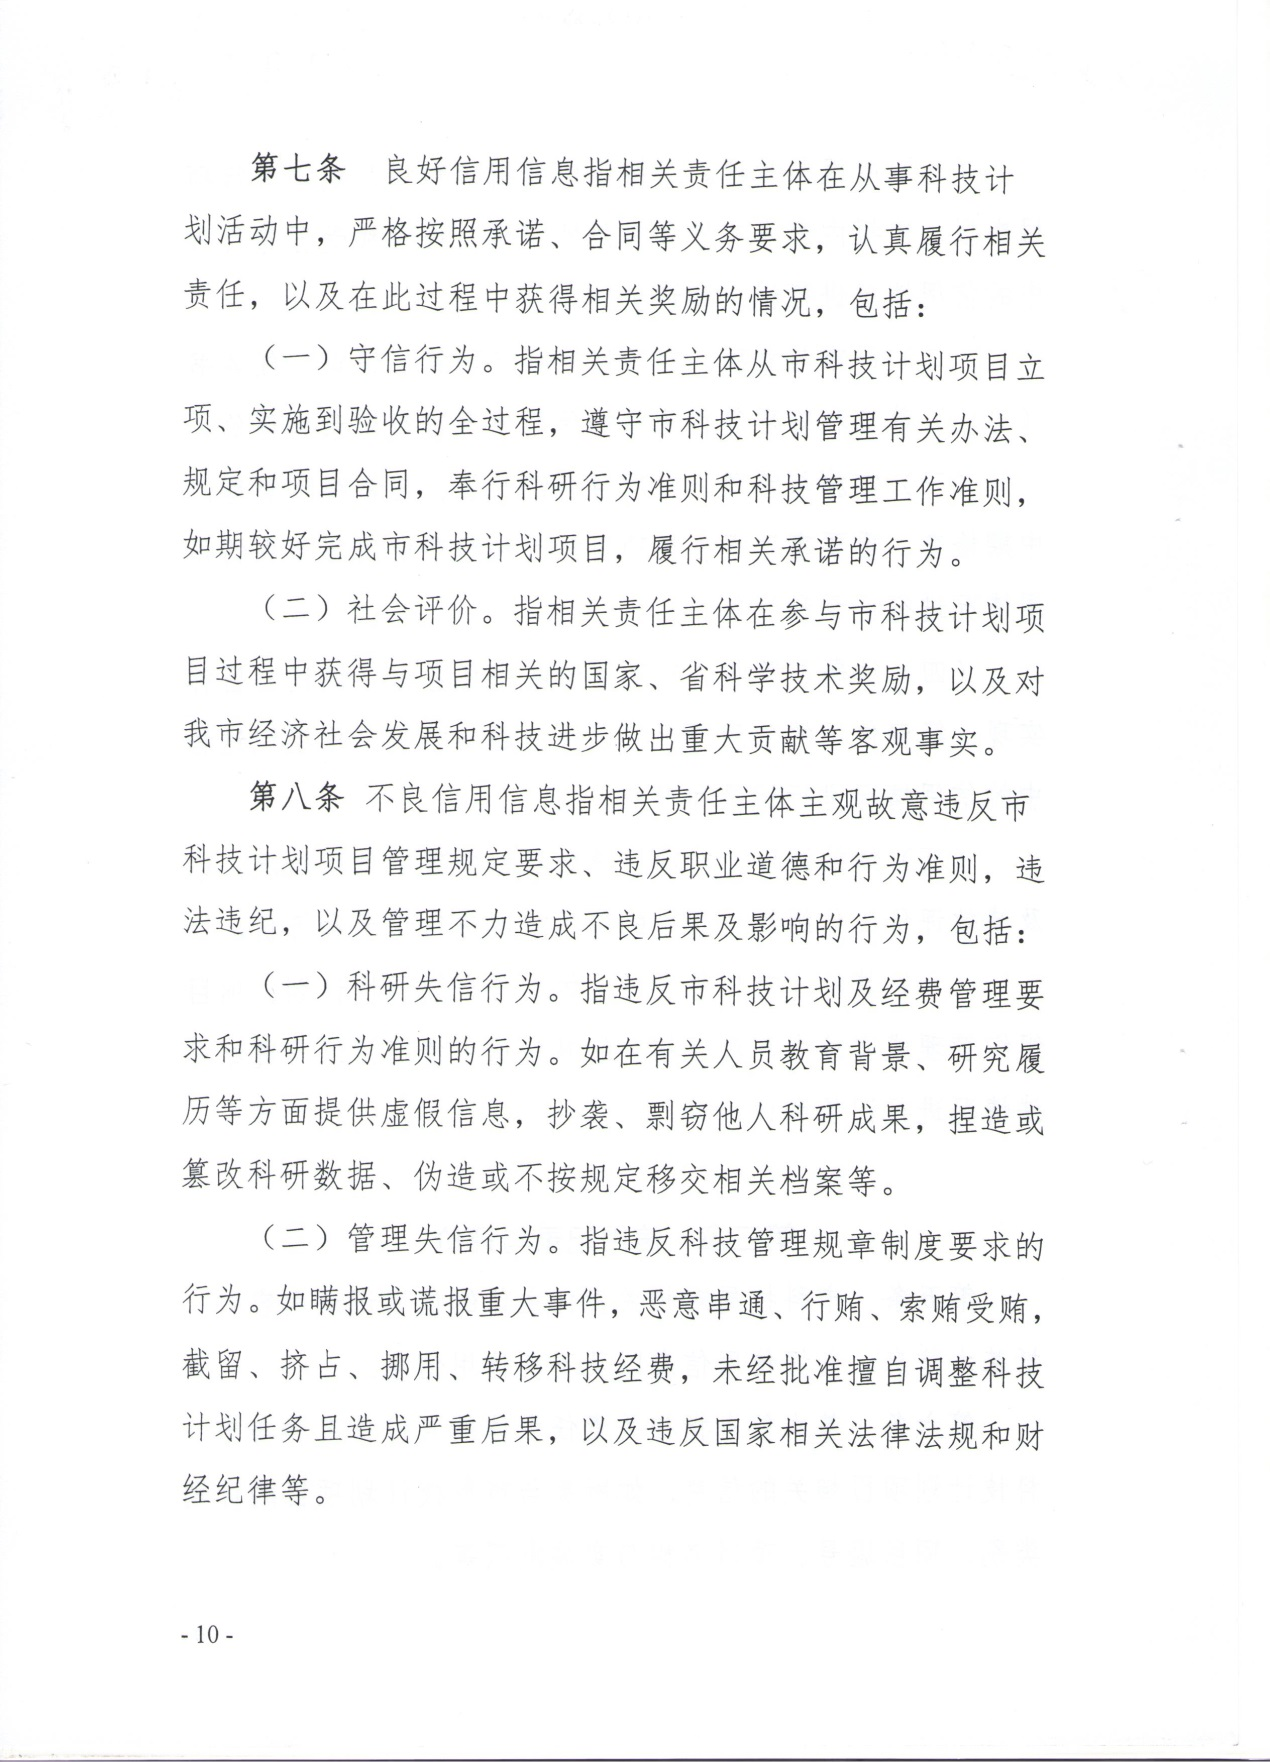 第七条 良好信用信息指相关责任主体在从事科技计
划活动中，严格按照承诺、合同等义务要求，认真履行相关
责任，以及在此过程中获得相关奖励的情况，包括：
（一）守信行为。指相关责任主体从市科技计划项目立
项、实施到验收的全过程，遵守市科技计划管理有关办法、
规定和项目合同，奉行科研行为准则和科技管理工作准则，
如期较好完成市科技计划项目，履行相关承诺的行为。
（二）社会评价。指相关责任主体在参与市科技计划项
目过程中获得与项目相关的国家、省科学技术奖励，以及对
我市经济社会发展和科技进步做出重大贡献等客观事实。
第八条 不良信用信息指相关责任主体主观故意违反市
科技计划项目管理规定要求、违反职业道德和行为准则，违
法违纪，以及管理不力造成不良后果及影响的行为，包括：
（一）科研失信行为。指违反市科技计划及经费管理要
求和科研行为准则的行为。如在有关人员教育背景、研究履
历等方面提供虚假信息，抄袭、剽窃他人科研成果，捏造或
篡改科研数据、伪造或不按规定移交相关档案等。
（二）管理失信行为。指违反科技管理规章制度要求的
行为。如瞒报或谎报重大事件，恶意串通、行贿、索贿受贿，
截留、挤占、挪用、转移科技经费，未经批准擅自调整科技
计划任务且造成严重后果，以及违反国家相关法律法规和财
经纪律等。
- 10 -